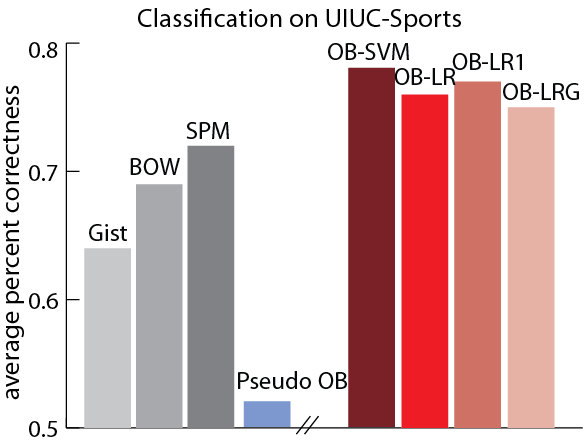 Classification on UIUC-Sports
average percent correctness
0.8
0.7
0.6
0.5
Gist
BOW
SPM
Pseudo OB
//
OB-SVM
OB-LR
OB-LR1
OB-LRG